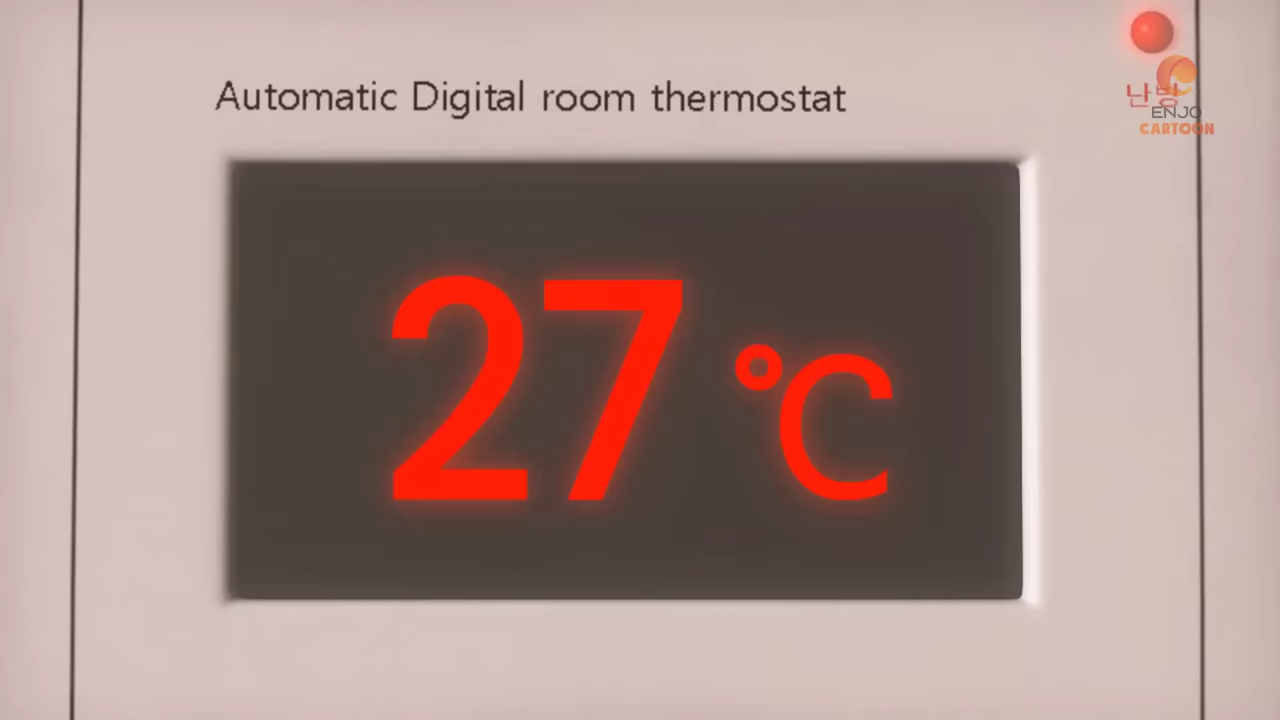 Automatic Digital room thermostat
난방
ENJO
CARTOON
27 ℃